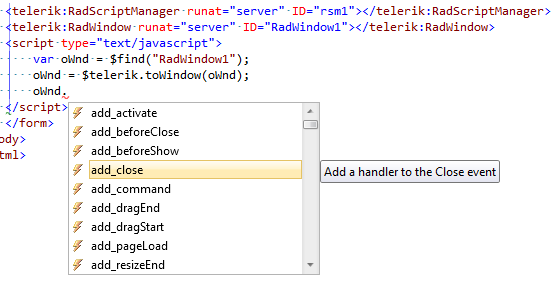 <telerik:RadScriptManager runat="server" ID="rsm1"></telerik:RadScriptManager>
<telerik:RadWindow runat="server" ID="RadWindow1"></telerik:RadWindow>
<script type="text/javascript">
var oWnd = $find("RadWindow1");
oWnd = $telerik.toWindow(oWnd);
oWnd.
</script>
</form>
ody>
tml>
add_activate
add_beforeClose
add_beforeShow
add_close
Add a handler to the Close event
add_command
add_dragEnd
add_dragStart
add_pageLoad
add_resizeEnd